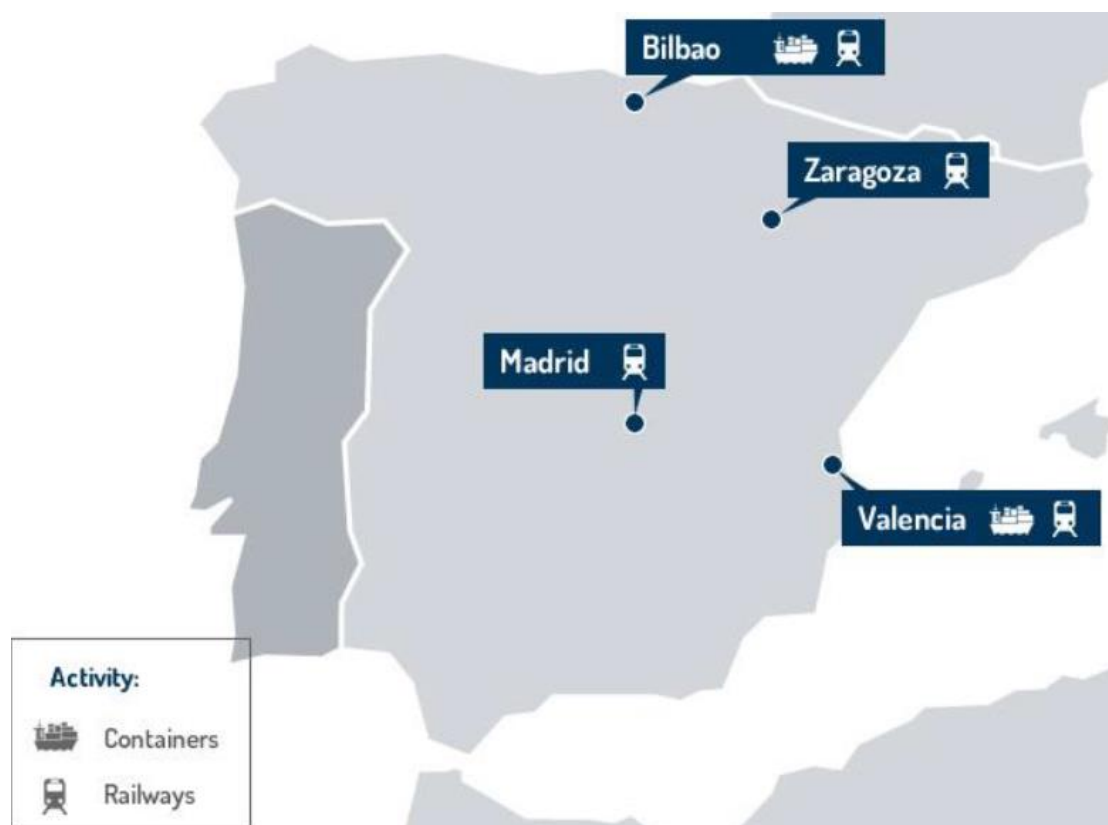 Bilbao
Zaragoza
Madrid
Valencia
Activity:
Containers
Railways